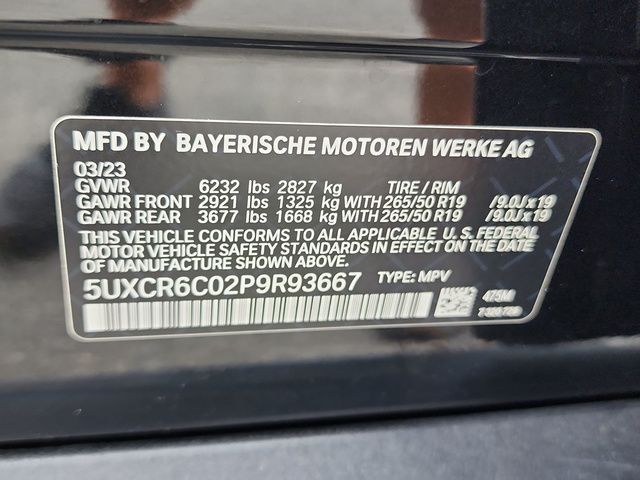 MFD BY BAYERISCHE MOTOREN WERKE AG
03/23
GVWR 6232 lbs 2827 kg TIRE / RIM
GAWR FRONT 2921 lbs 1325 kg WITH 265/50 R19 /9.0J x 19
GAWR REAR 3677 lbs 1668 kg WITH 265/50 R19 /9.0J x 19
THIS VEHICLE CONFORMS TO ALL APPLICABLE U. S. FEDERAL
MOTOR VEHICLE SAFETY STANDARDS IN EFFECT ON THE DATE
OF MANUFACTURE SHOWN ABOVE.
5UXCR6C02P9R93667 TYPE: MPV
475M